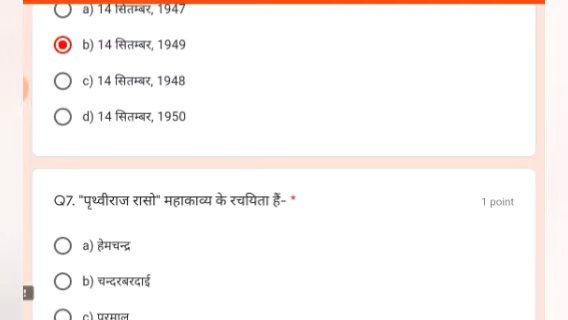 a) 14 सितम्बर, 1947
b) 14 सितम्बर, 1949
c) 14 सितम्बर, 1948
d) 14 सितम्बर, 1950
Q7. "पृथ्वीराज रासो" महाकाव्य के रचयिता हैं- * 1 point
a) हेमचन्द्र
b) चन्दरबरदाई
c) परमाल